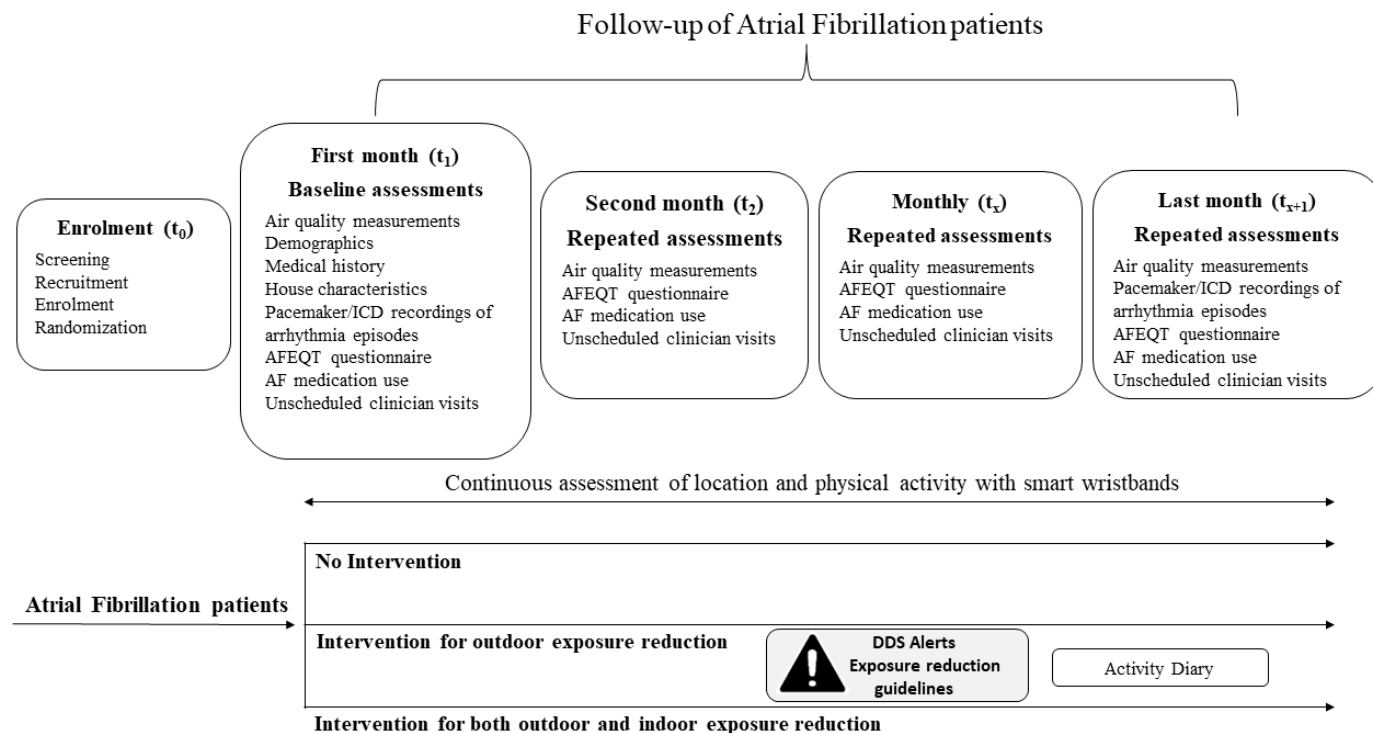 Follow-up of Atrial Fibrillation patients
Enrolment (t0)
Screening
Recruitment
Enrolment
Randomization
First month (t1)
Baseline assessments
Air quality measurements
Demographics
Medical history
House characteristics
Pacemaker/ICD recordings of
arrhythmia episodes
AFEQT questionnaire
AF medication use
Unscheduled clinician visits
Second month (t2)
Repeated assessments
Air quality measurements
AFEQT questionnaire
AF medication use
Unscheduled clinician visits
Monthly (tx)
Repeated assessments
Air quality measurements
AFEQT questionnaire
AF medication use
Unscheduled clinician visits
Last month (tx+1)
Repeated assessments
Air quality measurements
Pacemaker/ICD recordings of
arrhythmia episodes
AFEQT questionnaire
AF medication use
Unscheduled clinician visits
Continuous assessment of location and physical activity with smart wristbands
No Intervention
Atrial Fibrillation patients
Intervention for outdoor exposure reduction
DDS Alerts
Exposure reduction
guidelines
Activity Diary
Intervention for both outdoor and indoor exposure reduction